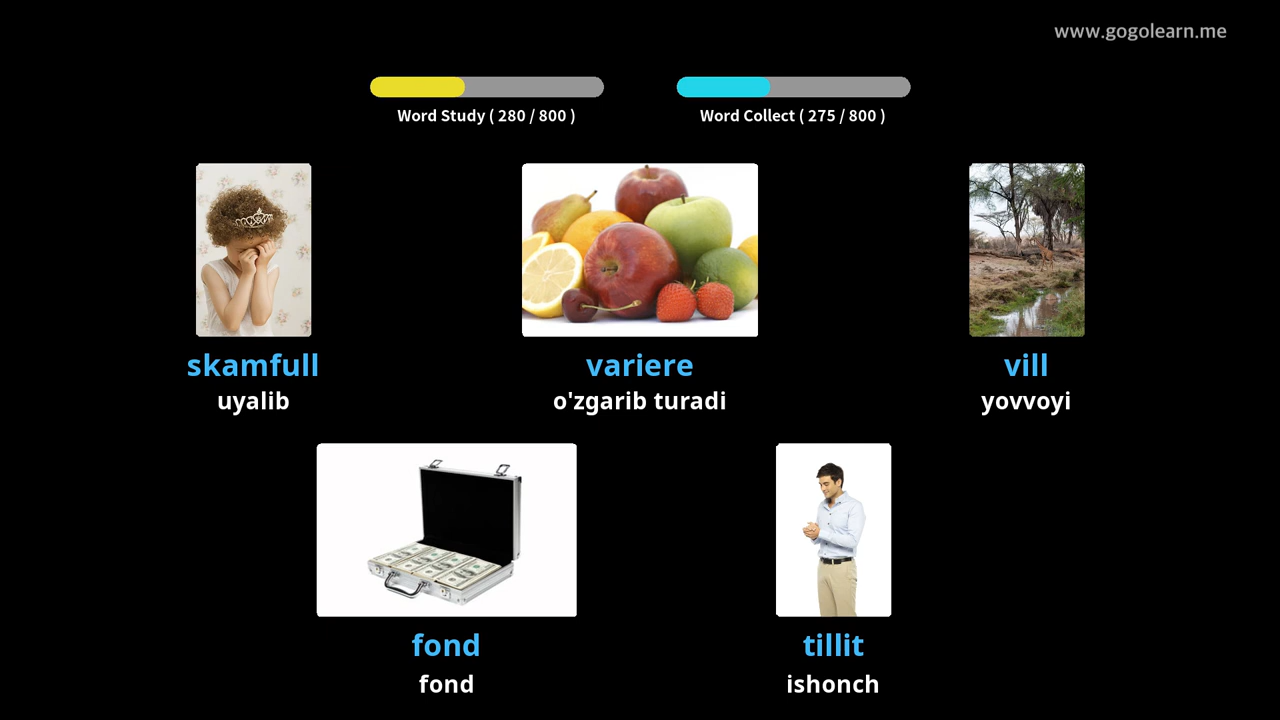 www.gogolearn.me
Word Study ( 280 / 800 )
Word Collect ( 275 / 800 )
skamfull
uyalib
variere
o'zgarib turadi
vill
yovvoyi
fond
fond
tillit
ishonch